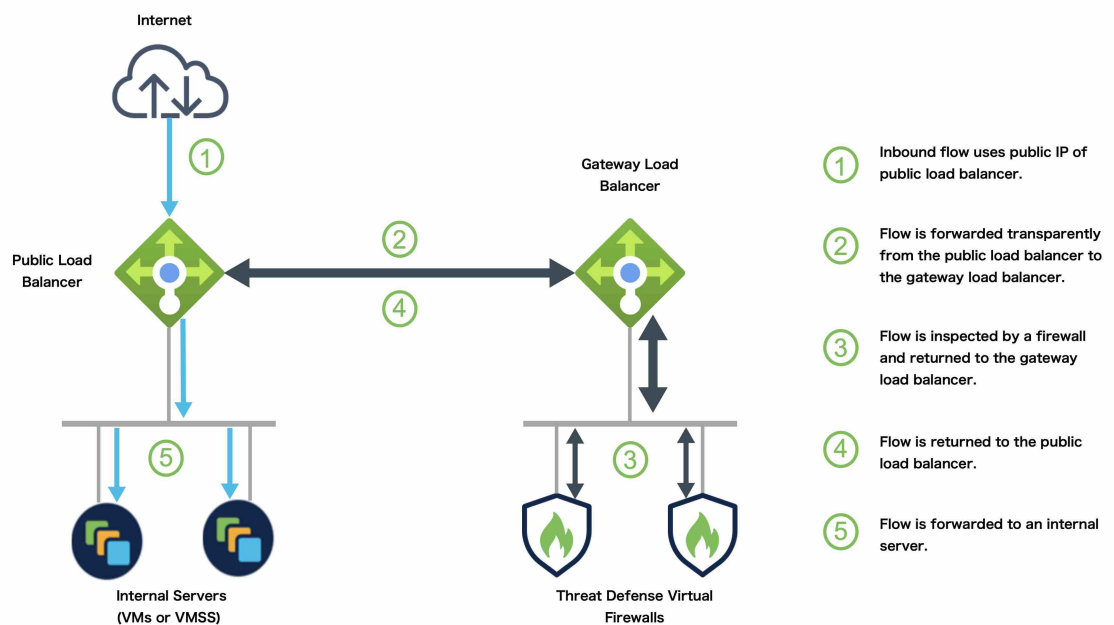 Internet
1
Public Load
Balancer
2
4
Gateway Load
Balancer
5
Internal Servers
(VMs or VMSS)
3
Threat Defense Virtual
Firewalls
1
Inbound flow uses public IP of
public load balancer.
2
Flow is forwarded transparently
from the public load balancer to
the gateway load balancer.
3
Flow is inspected by a firewall
and returned to the gateway
load balancer.
4
Flow is returned to the public
load balancer.
5
Flow is forwarded to an internal
server.